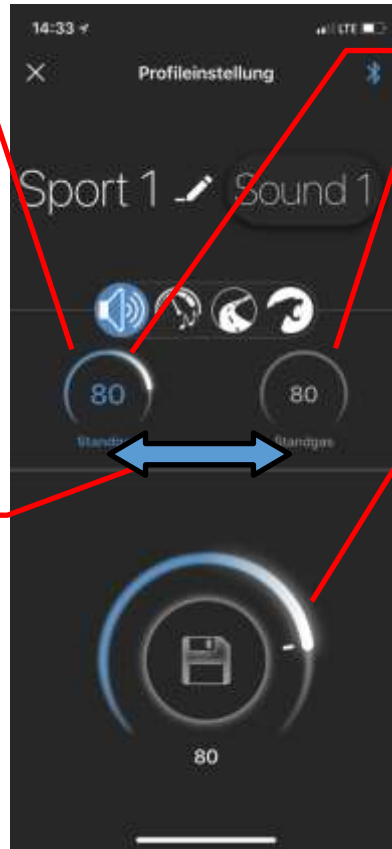 14:33
LTE
Profileinstellung
Sport 1
Sound 1
80
80
Standgas
80